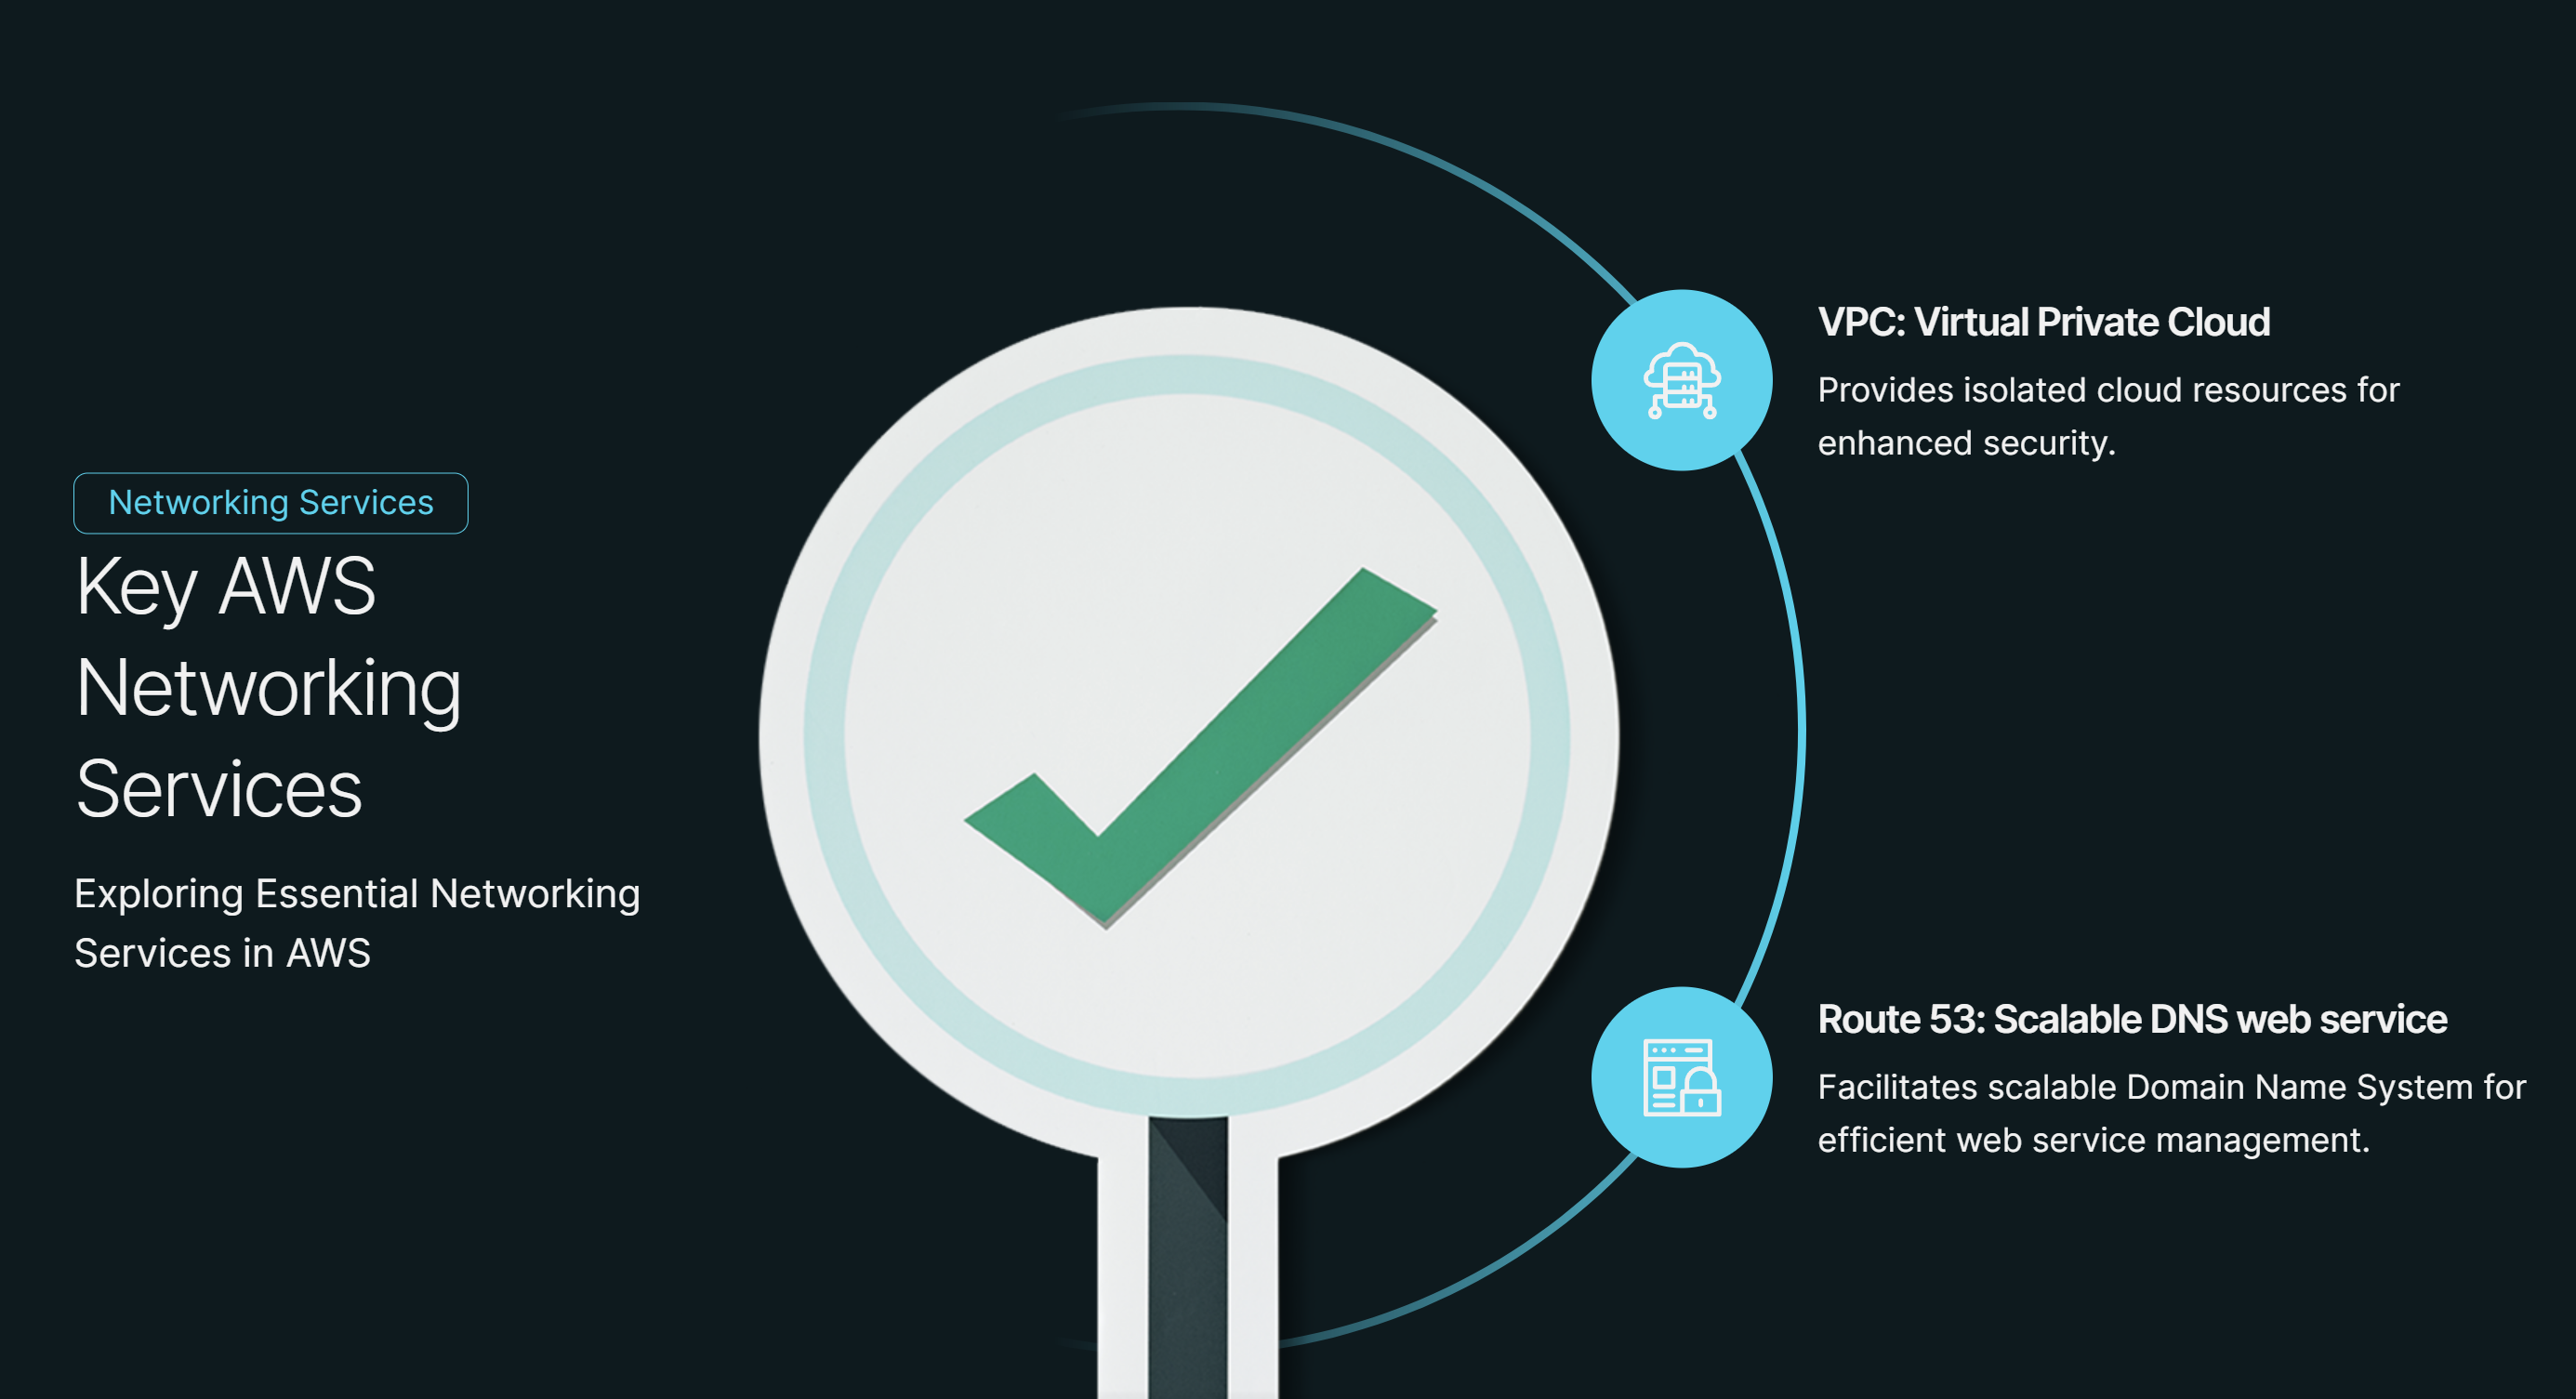 Networking Services
Key AWS
Networking
Services
Exploring Essential Networking
Services in AWS
VPC: Virtual Private Cloud
Provides isolated cloud resources for
enhanced security.
Route 53: Scalable DNS web service
Facilitates scalable Domain Name System for
efficient web service management.